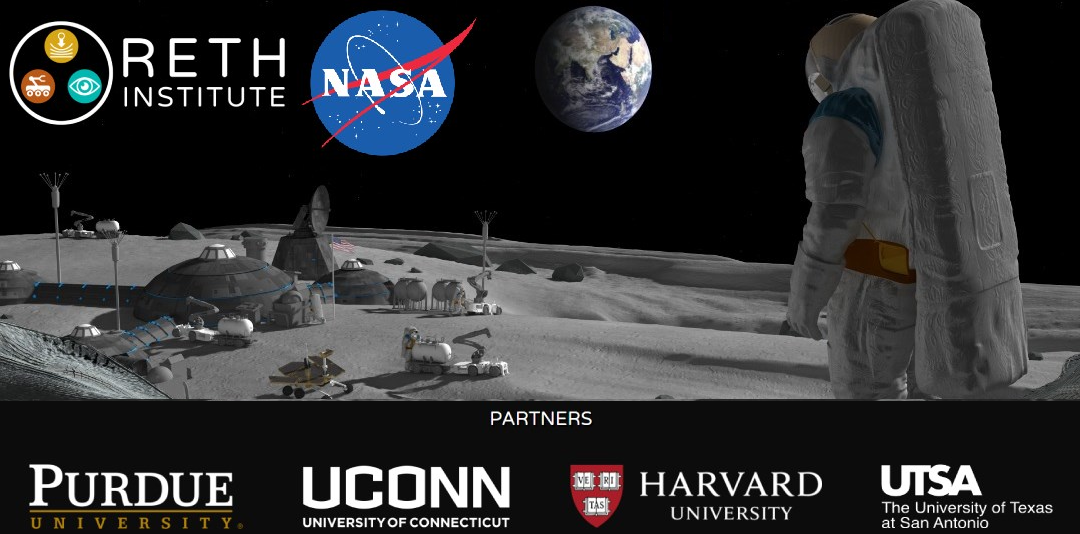 RETH
INSTITUTE
NASA
PARTNERS
PURDUE
UNIVERSITY®
UCONN
UNIVERSITY OF CONNECTICUT
VE RI
TAS
HARVARD
UNIVERSITY
UTSA
The University of Texas
at San Antonio